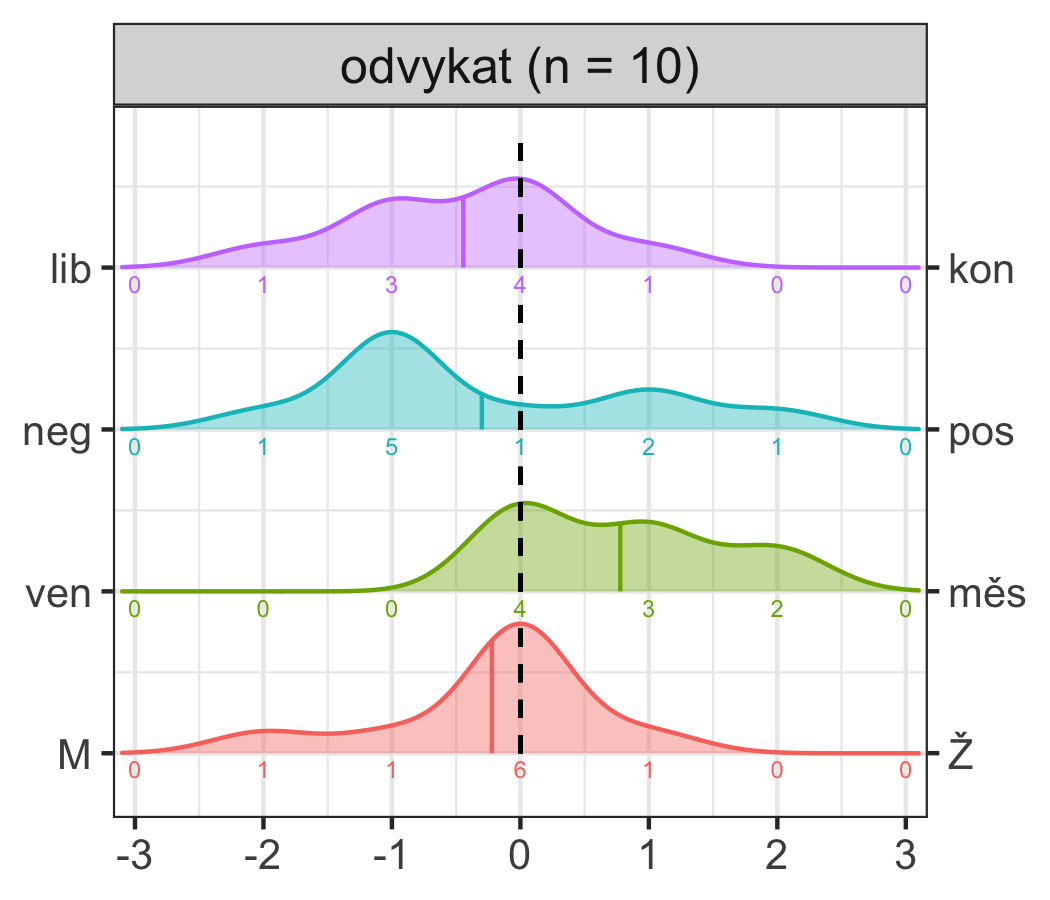 odvykat (n = 10)
lib kon
0 1 3 4 1 0 0
neg pos
0 1 5 1 2 1 0
ven měs
0 0 0 4 3 2 0
M Ž
0 1 1 6 1 0 0
-3 -2 -1 0 1 2 3